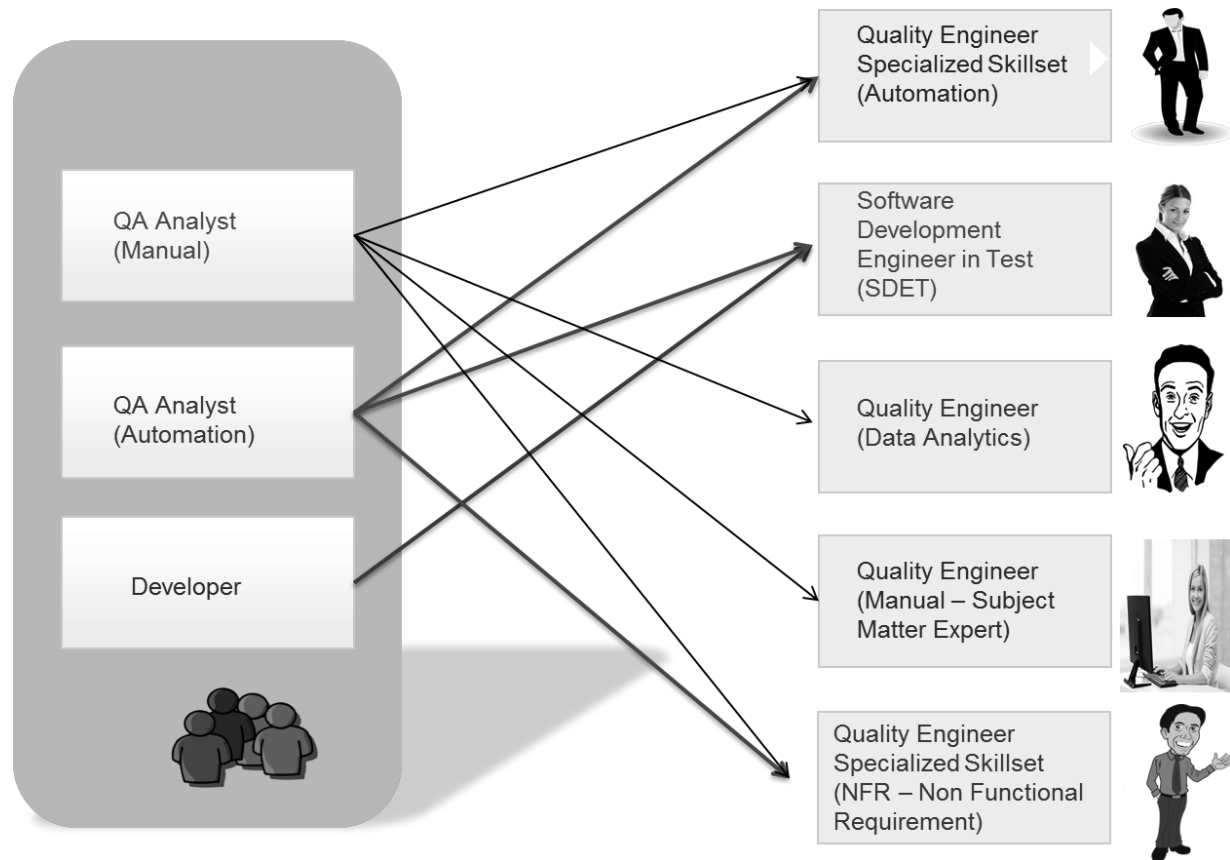 QA Analyst
(Manual)
QA Analyst
(Automation)
Developer
Quality Engineer
Specialized Skillset
(Automation)
Software
Development
Engineer in Test
(SDET)
Quality Engineer
(Data Analytics)
Quality Engineer
(Manual – Subject
Matter Expert)
Quality Engineer
Specialized Skillset
(NFR – Non Functional
Requirement)